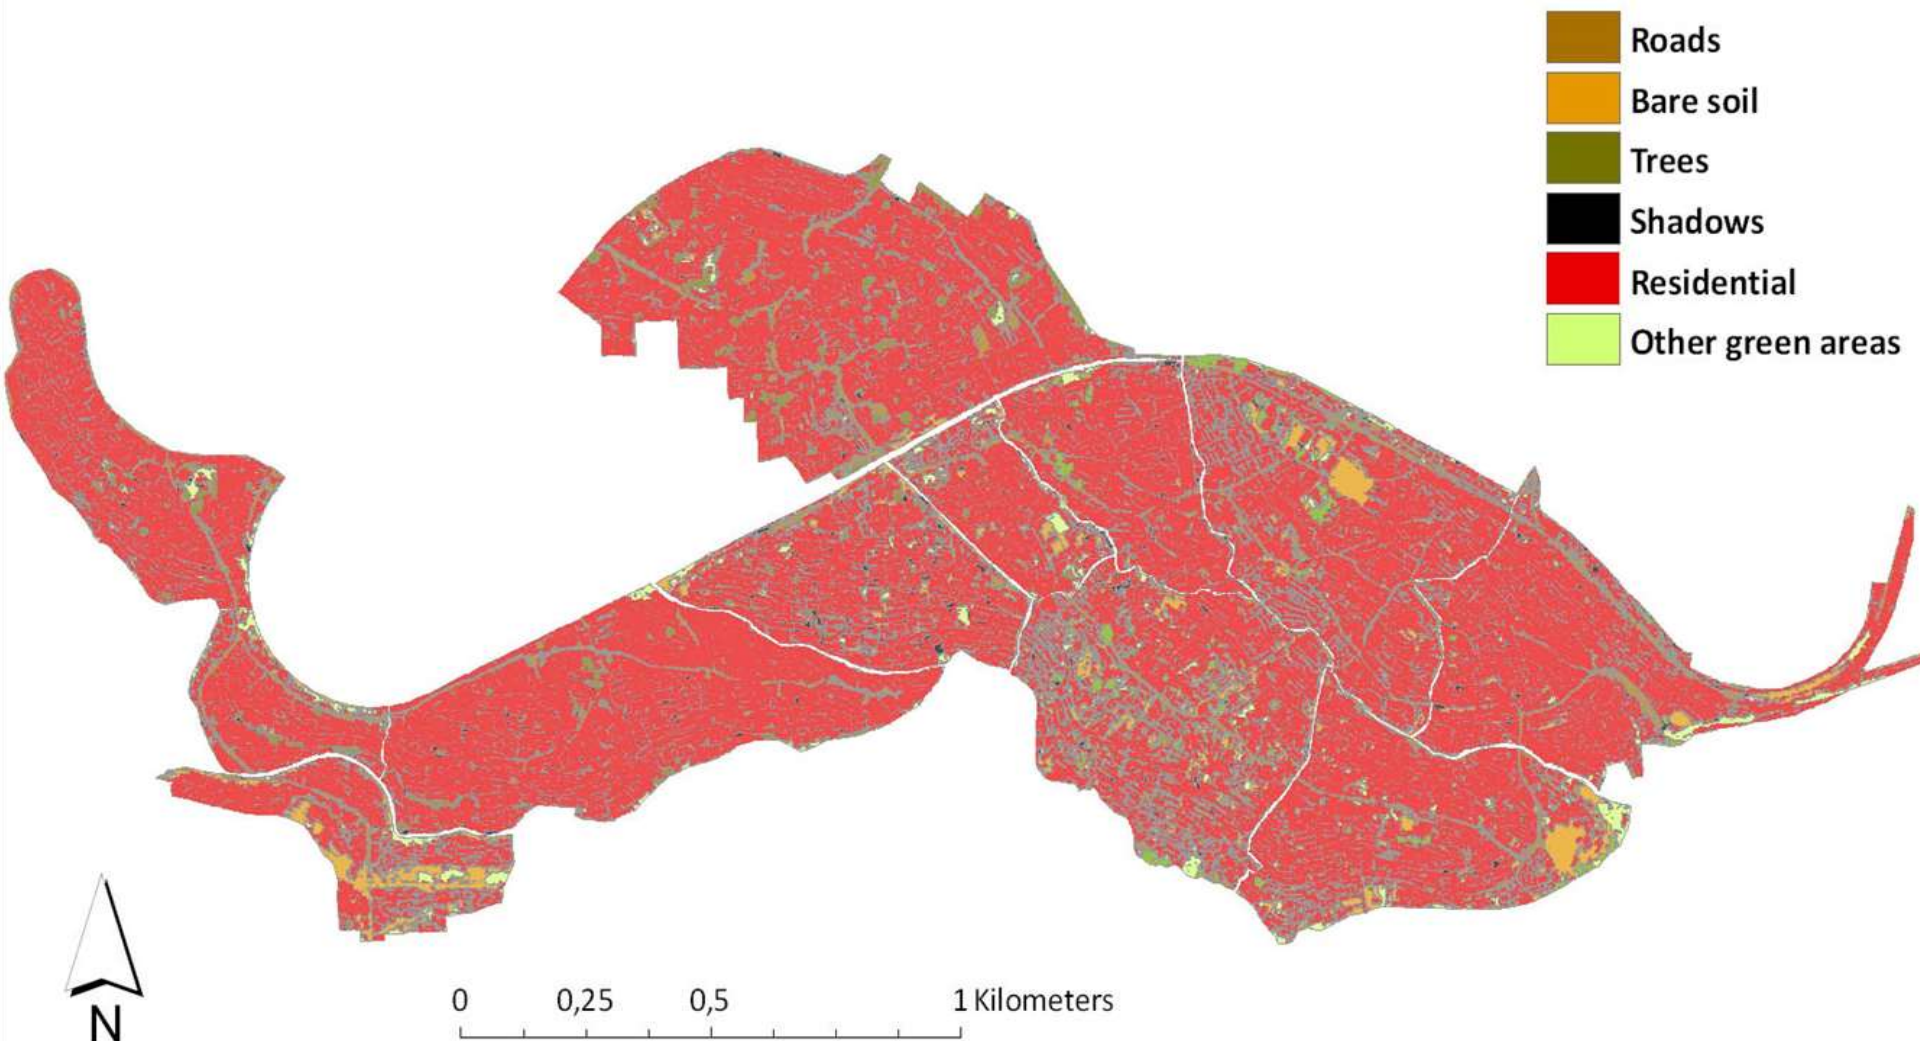 Roads
Bare soil
Trees
Shadows
Residential
Other green areas
N
0 0,25 0,5 1 Kilometers